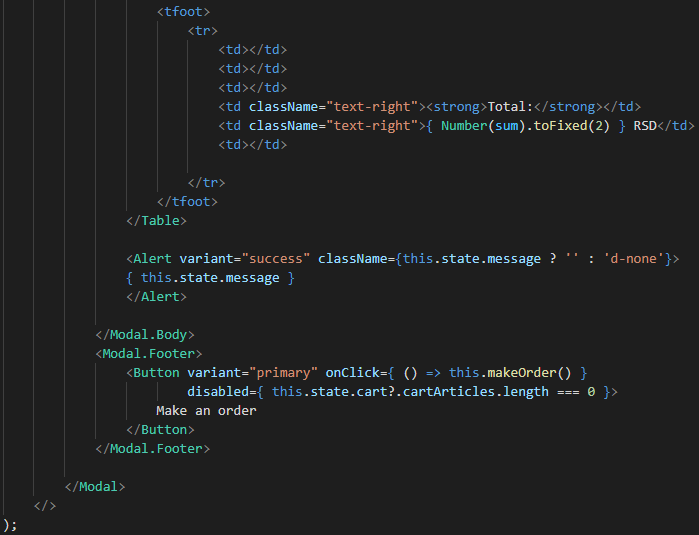 <tfoot>
<tr>
<td></td>
<td></td>
<td></td>
<td className="text-right"><strong>Total:</strong></td>
<td className="text-right">{ Number(sum).toFixed(2) } RSD</td>
<td></td>
</tr>
</tfoot>
</Table>
<Alert variant="success" className={this.state.message ? '' : 'd-none'}>
{ this.state.message }
</Alert>
</Modal.Body>
<Modal.Footer>
<Button variant="primary" onClick={ () => this.makeOrder() }
disabled={ this.state.cart?.cartArticles.length === 0 }>
Make an order
</Button>
</Modal.Footer>
</Modal>
</>
);